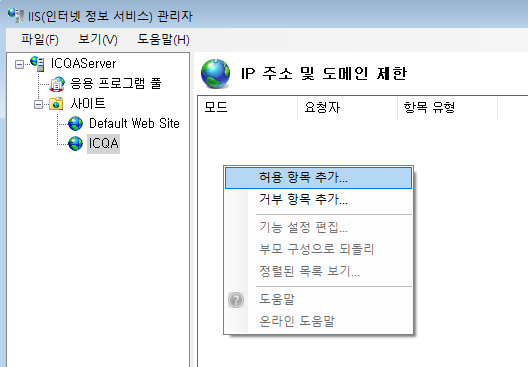 IIS(인터넷 정보 서비스) 관리자
파일(F) 보기(V) 도움말(H)
ICQAServer
응용 프로그램 풀
사이트
Default Web Site
ICQA
IP 주소 및 도메인 제한
모드 요청자 항목 유형
허용 항목 추가...
거부 항목 추가...
기능 설정 편집...
부모 구성으로 되돌리
정렬된 목록 보기...
도움말
온라인 도움말